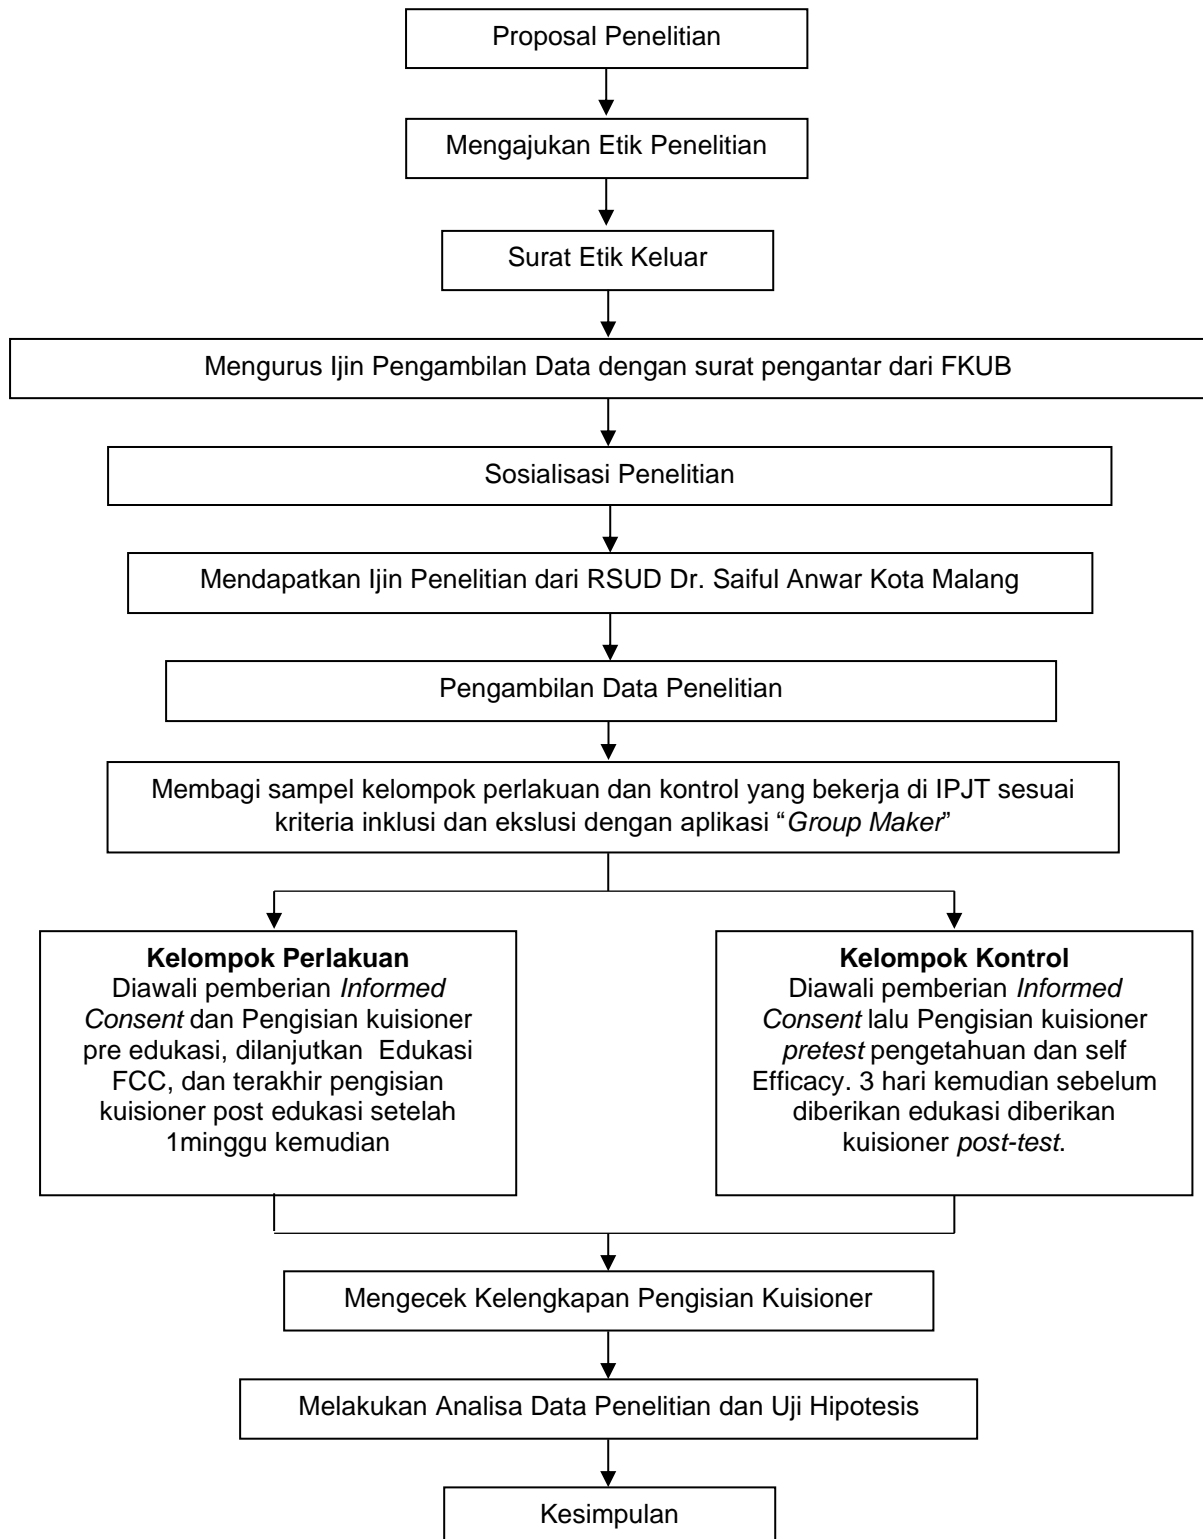 Proposal Penelitian
Mengajukan Etik Penelitian
Surat Etik Keluar
Mengurus Ijin Pengambilan Data dengan surat pengantar dari FKUB
Sosialisasi Penelitian
Mendapatkan Ijin Penelitian dari RSUD Dr. Saiful Anwar Kota Malang
Pengambilan Data Penelitian
Membagi sampel kelompok perlakuan dan kontrol yang bekerja di IPJT sesuai
kriteria inklusi dan ekslusi dengan aplikasi “Group Maker”
Kelompok Perlakuan
Diawali pemberian Informed
Consent dan Pengisian kuisioner
pre edukasi, dilanjutkan Edukasi
FCC, dan terakhir pengisian
kuisioner post edukasi setelah
1minggu kemudian
Kelompok Kontrol
Diawali pemberian Informed
Consent lalu Pengisian kuisioner
pretest pengetahuan dan self
Efficacy. 3 hari kemudian sebelum
diberikan edukasi diberikan
kuisioner post-test.
Mengecek Kelengkapan Pengisian Kuisioner
Melakukan Analisa Data Penelitian dan Uji Hipotesis
Kesimpulan